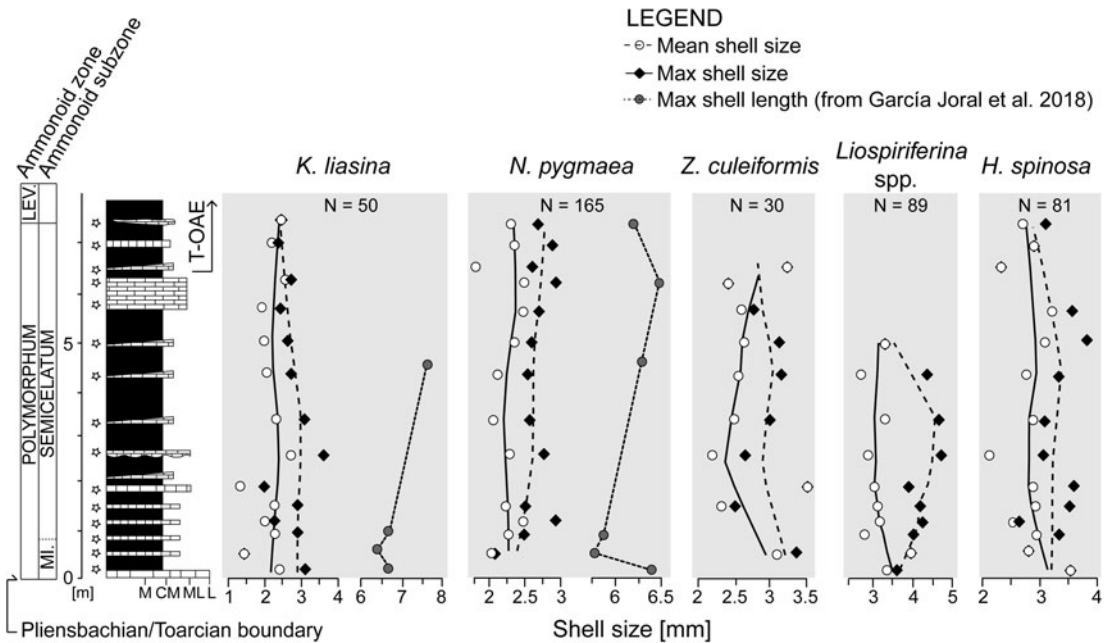 LEGEND
Mean shell size
Max shell size
Max shell length (from García Joral et al. 2018)
Ammonoid zone
Ammonoid subzone
K. liasina
N. pygmaea
Z. culeiformis
Liospiriferina
spp.
H. spinosa
N = 50
N = 165
N = 30
N = 89
N = 81
LEV.
POLYMORPHUM
SEMICELATUM
MI.
T-OAE
5
0
[m]
M CM ML L
1 2 3 4 6 7 8
2 2.5 3 6 6.5
2 2.5 3 3.5
3 4 5
2 3 4
Pliensbachian/Toarcian boundary
Shell size [mm]